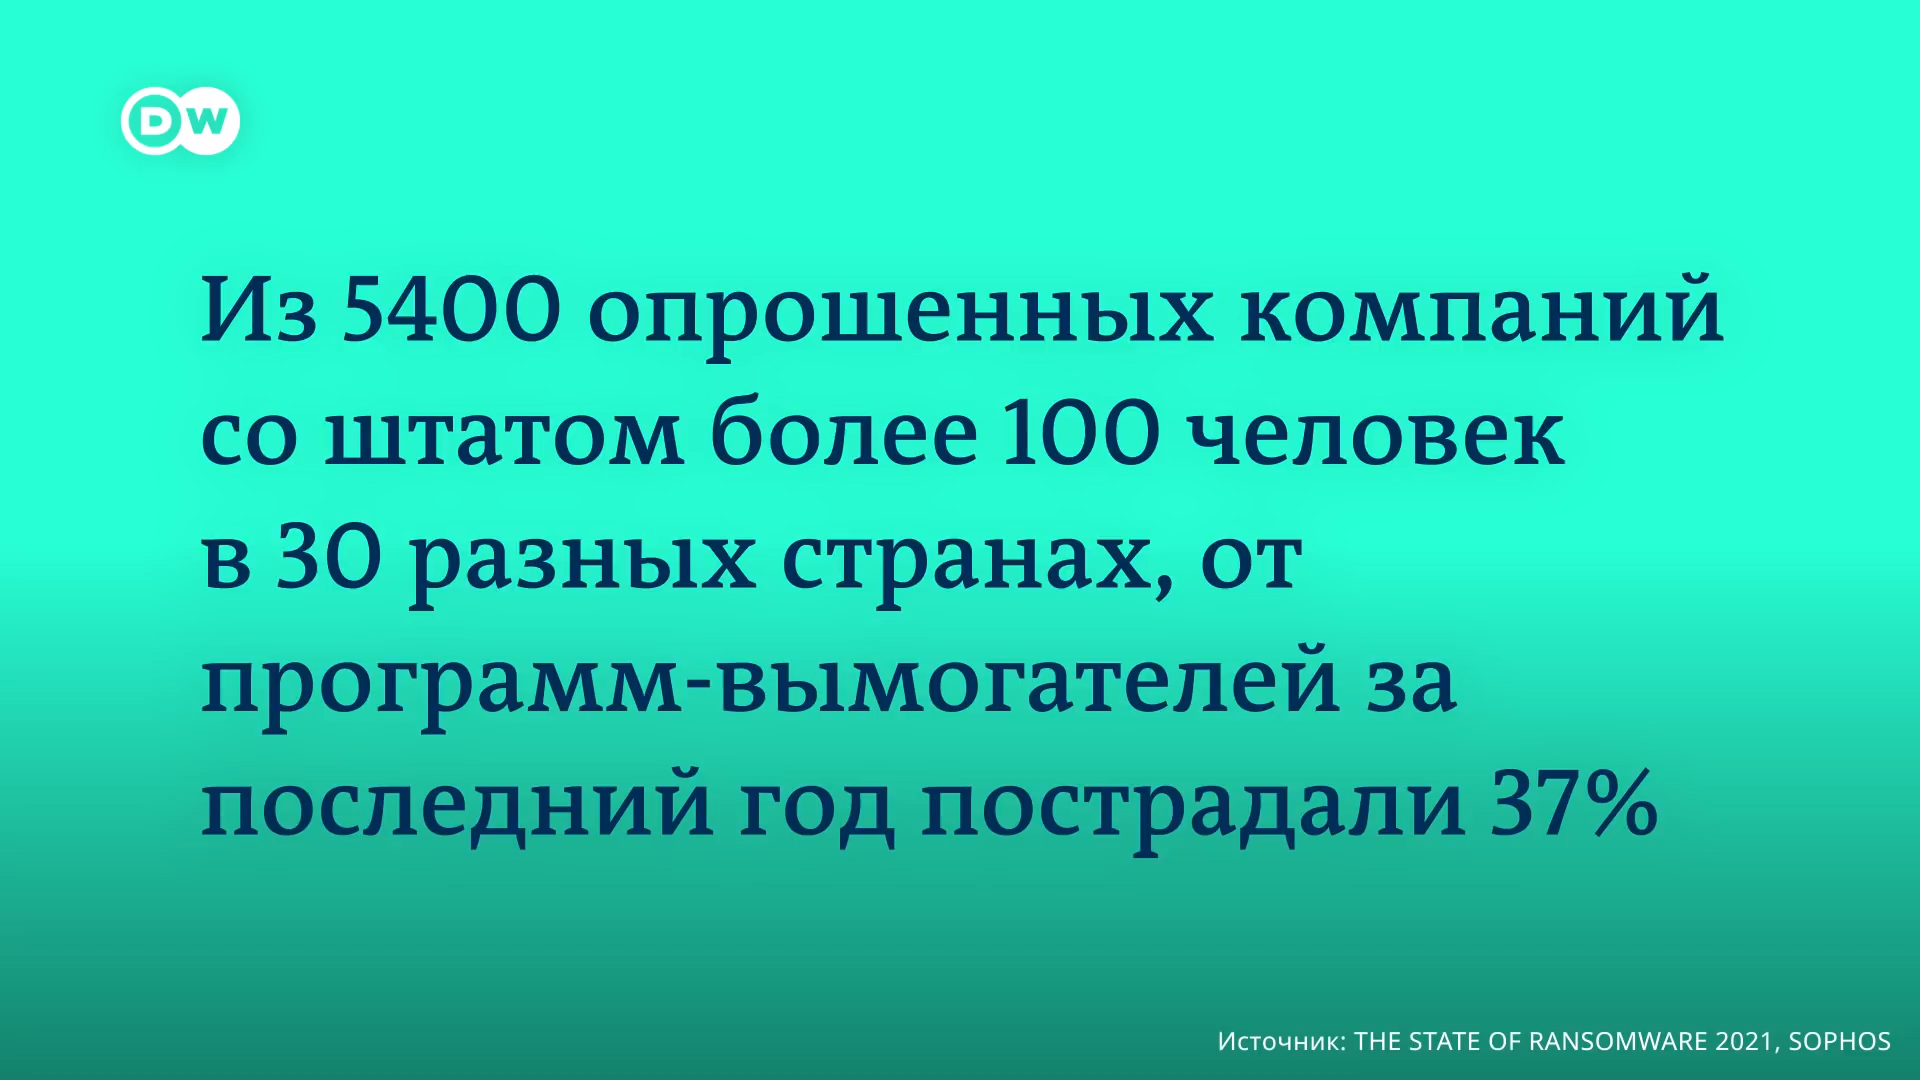 DW
Из 5400 опрошенных компаний
со штатом более 100 человек
в 30 разных странах, от
программ-вымогателей за
последний год пострадали 37%
Источник: THE STATE OF RANSOMWARE 2021, SOPHOS